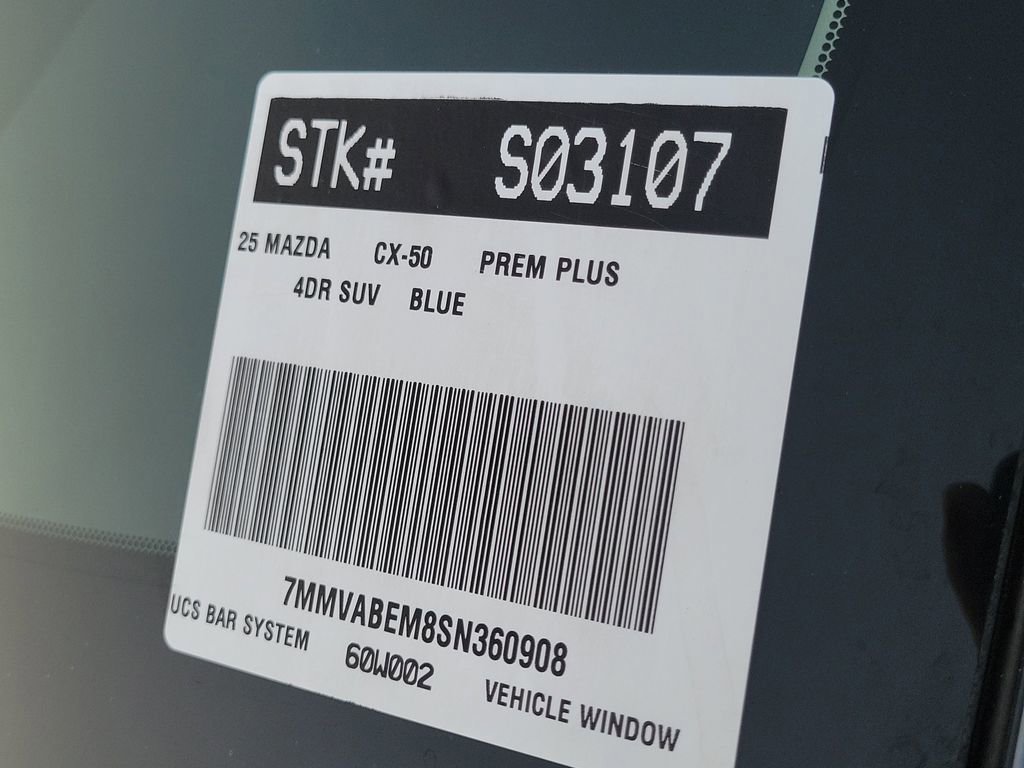 STK# S03107
25 MAZDA CX-50 PREM PLUS
4DR SUV BLUE
7MMVABEM8SN360908
UCS BAR SYSTEM 60W002 VEHICLE WINDOW